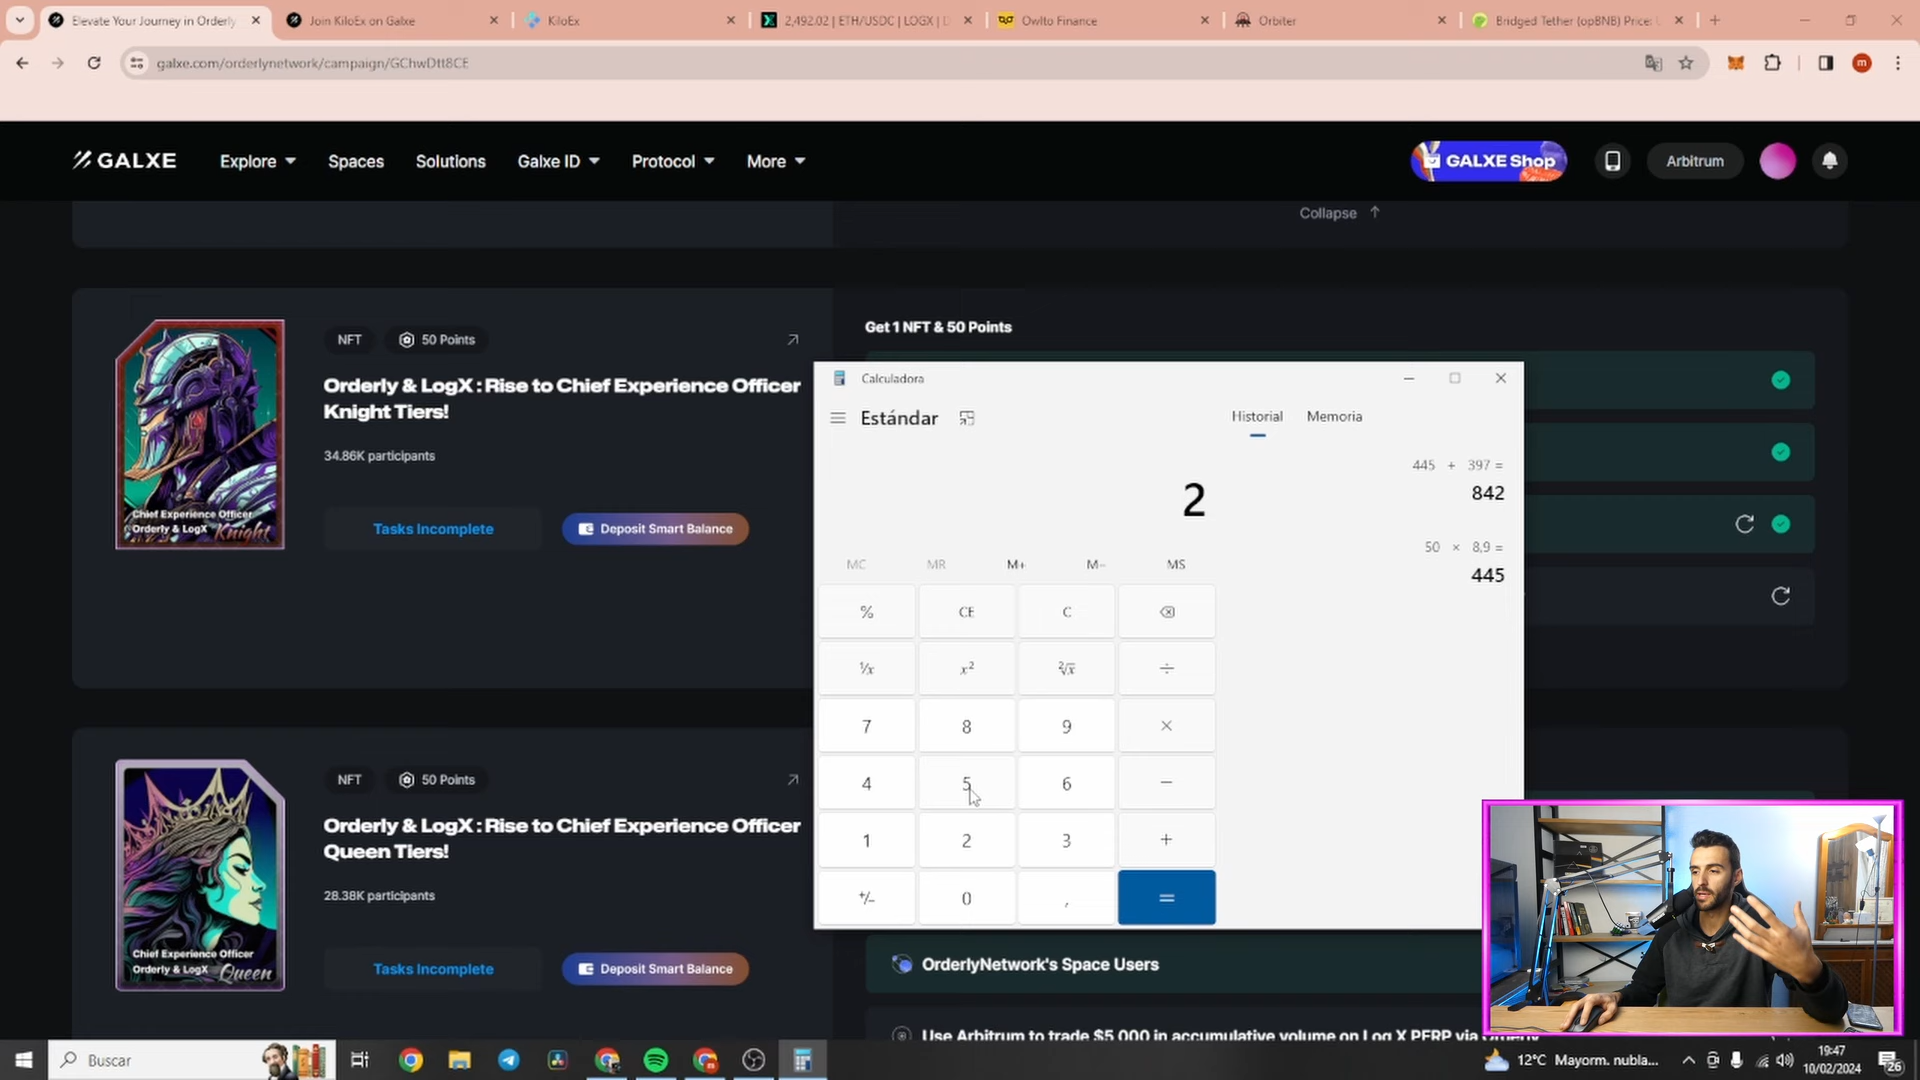 Elevate Your Journey in Orderly
Join KiloEx on Galxe
KiloEx
2,492.02 | ETH/USDC | LOGX | D
Owlto Finance
Orbiter
Bridged Tether (opBNB) Price:
galxe.com/orderlynetwork/campaign/GChwDtt8CE
m
GALXE
Explore
Spaces
Solutions
Galxe ID
Protocol
More
GALXE Shop
Arbitrum
Collapse
NFT
50 Points
Orderly & LogX : Rise to Chief Experience Officer
Knight Tiers!
34.86K participants
Tasks Incomplete
Deposit Smart Balance
Chief Experience Officer
Orderly & LogX Knight
Get 1 NFT & 50 Points
Calculadora
Estándar
Historial
Memoria
2
445 + 397 =
842
50 × 8,9 =
445
MC
MR
M+
M-
MS
%
CE
C
⌫
¹/x
x²
²√x
÷
7
8
9
×
4
5
6
−
1
2
3
+
+/−
0
,
=
NFT
50 Points
Orderly & LogX : Rise to Chief Experience Officer
Queen Tiers!
28.38K participants
Tasks Incomplete
Deposit Smart Balance
Chief Experience Officer
Orderly & LogX Queen
OrderlyNetwork's Space Users
Use Arbitrum to trade $5,000 in accumulative volume on Log X PERP via Orderly
Buscar
12°C Mayorm. nubla...
19:47
10/02/2024
26